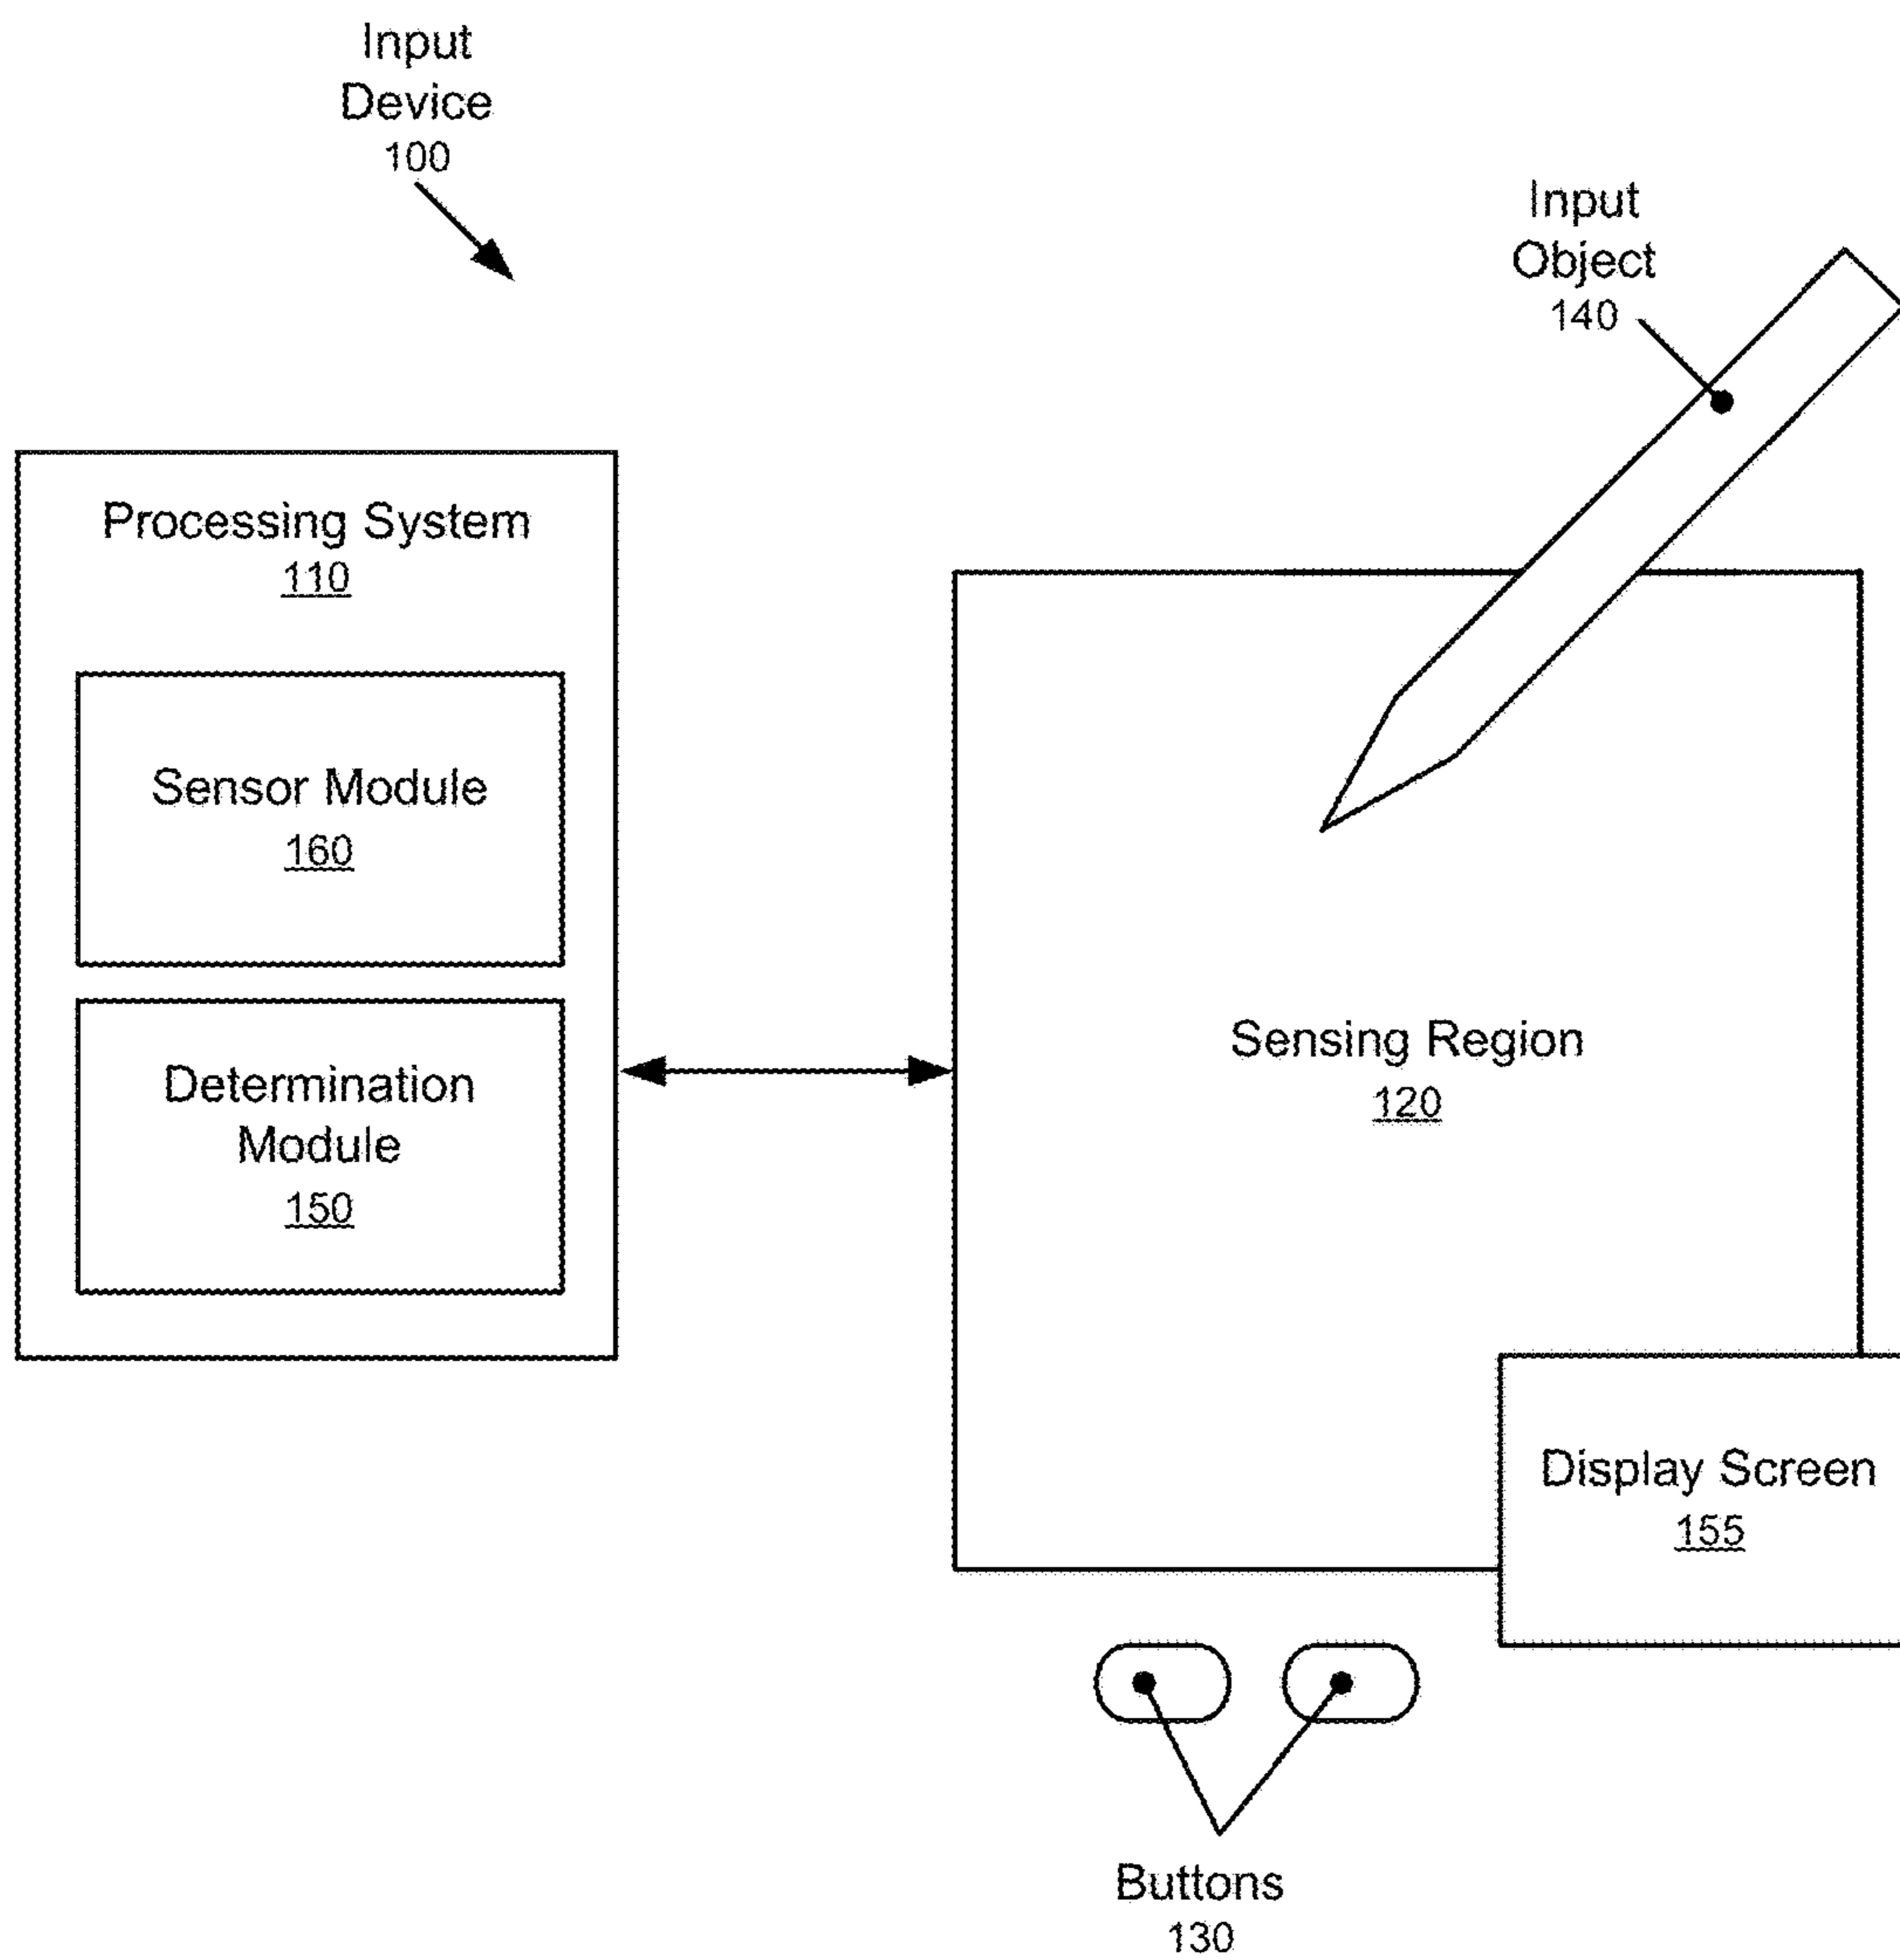 Input
Device
100
Input
Object
140
Processing System
110
Sensor Module
160
Determination
Module
150
Sensing Region
120
Display Screen
155
Buttons
130